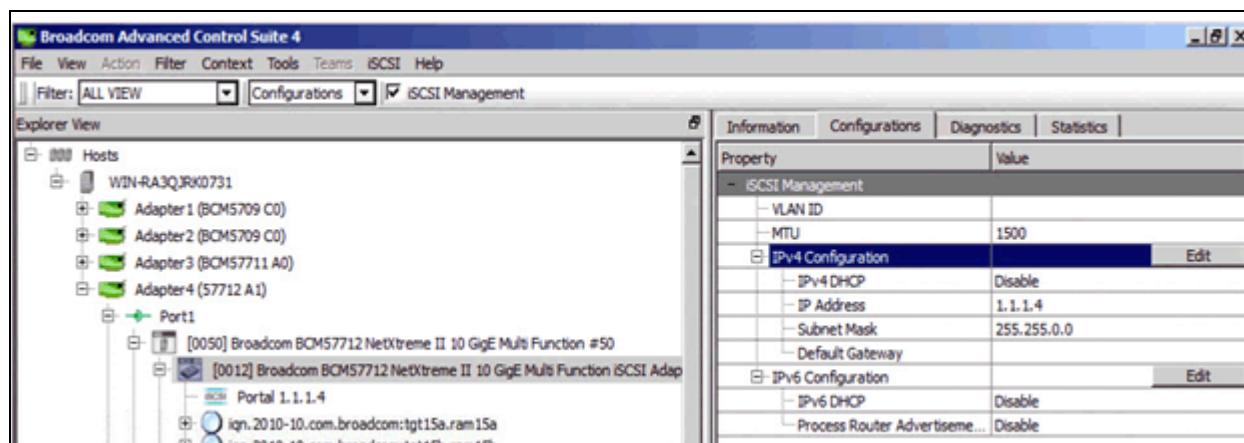 Broadcom Advanced Control Suite 4
File View Action Filter Context Tools Teams iSCSI Help
Filter: ALL VIEW Configurations iSCSI Management
Explorer View
Hosts
WIN-RA3QJRK0731
Adapter1 (BCM5709 C0)
Adapter2 (BCM5709 C0)
Adapter3 (BCM57711 A0)
Adapter4 (57712 A1)
Port1
[0050] Broadcom BCM57712 NetXtreme II 10 GigE Multi Function #50
[0012] Broadcom BCM57712 NetXtreme II 10 GigE Multi Function iSCSI Adap
iSCSI Portal 1.1.1.4
iqn.2010-10.com.broadcom:tgt15a.ram15a
Information Configurations Diagnostics Statistics
Property Value
iSCSI Management
VLAN ID
MTU 1500
IPv4 Configuration Edit
IPv4 DHCP Disable
IP Address 1.1.1.4
Subnet Mask 255.255.0.0
Default Gateway
IPv6 Configuration Edit
IPv6 DHCP Disable
Process Router Advertiseme... Disable